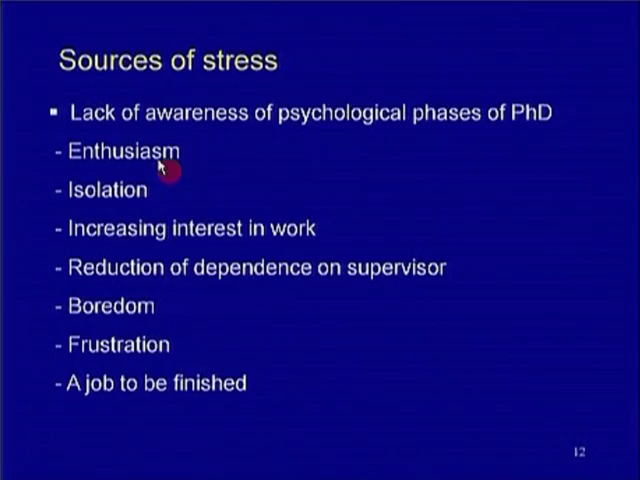 Sources of stress
▪ Lack of awareness of psychological phases of PhD
- Enthusiasm
- Isolation
- Increasing interest in work
- Reduction of dependence on supervisor
- Boredom
- Frustration
- A job to be finished
12